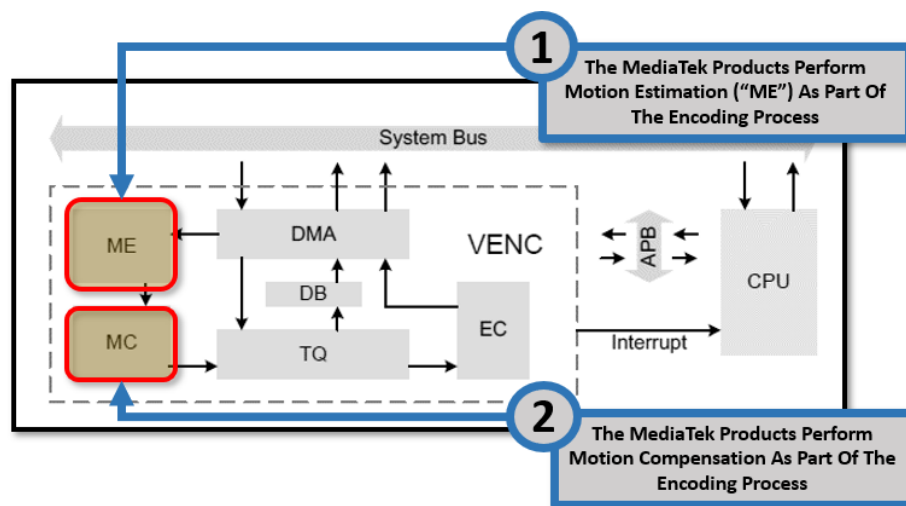 1
The MediaTek Products Perform
Motion Estimation (“ME”) As Part Of
The Encoding Process
System Bus
ME
DMA
VENC
APB
CPU
DB
MC
TQ
EC
Interrupt
2
The MediaTek Products Perform
Motion Compensation As Part Of The
Encoding Process